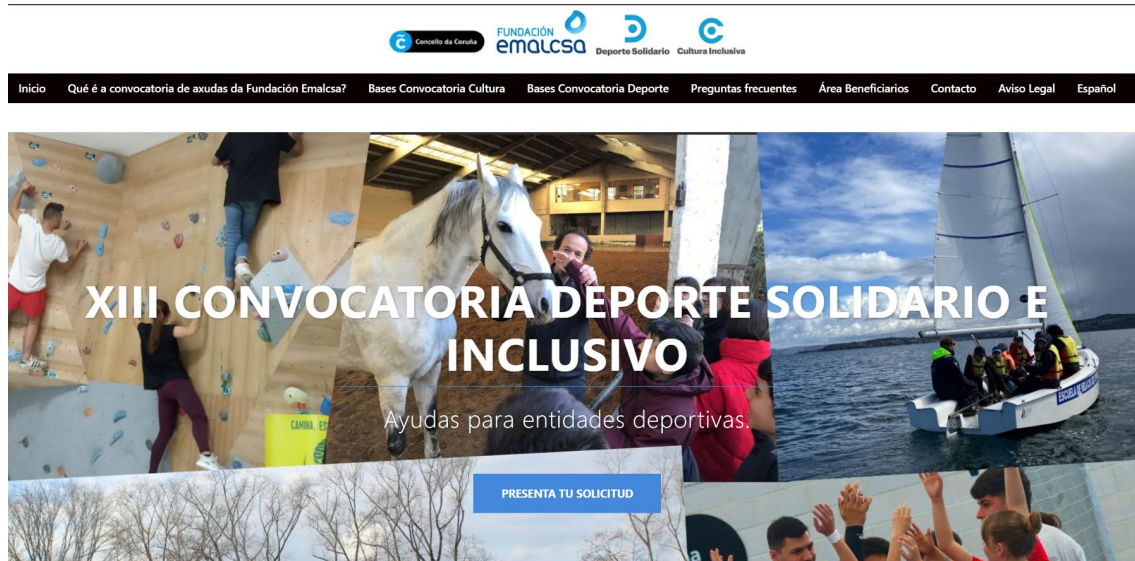 Concello da Coruña
FUNDACIÓN
emalcsa
Deporte Solidario
Cultura Inclusiva
Inicio Qué é a convocatoria de axudas da Fundación Emalcsa? Bases Convocatoria Cultura Bases Convocatoria Deporte Preguntas frecuentes Área Beneficiarios Contacto Aviso Legal Español
XIII CONVOCATORIA DEPORTE SOLIDARIO E
INCLUSIVO
Ayudas para entidades deportivas.
CAMINA, ES
PRESENTA TU SOLICITUD